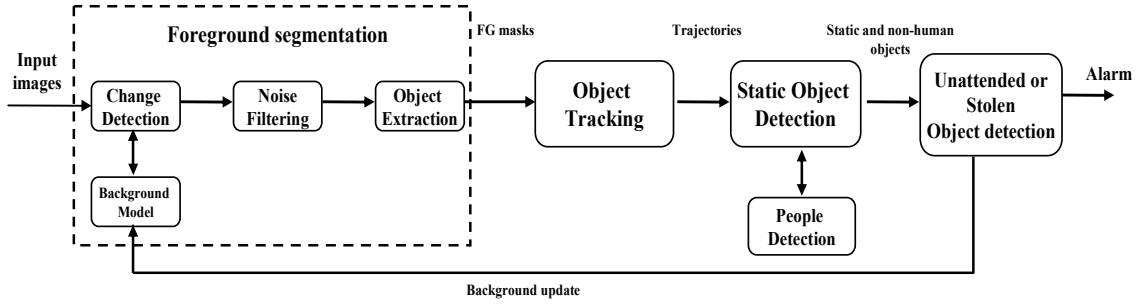 Foreground segmentation
Input
images
Change
Detection
Noise
Filtering
Object
Extraction
Background
Model
FG masks
Object
Tracking
Trajectories
Static Object
Detection
People
Detection
Static and non-human
objects
Unattended or
Stolen
Object detection
Alarm
Background update